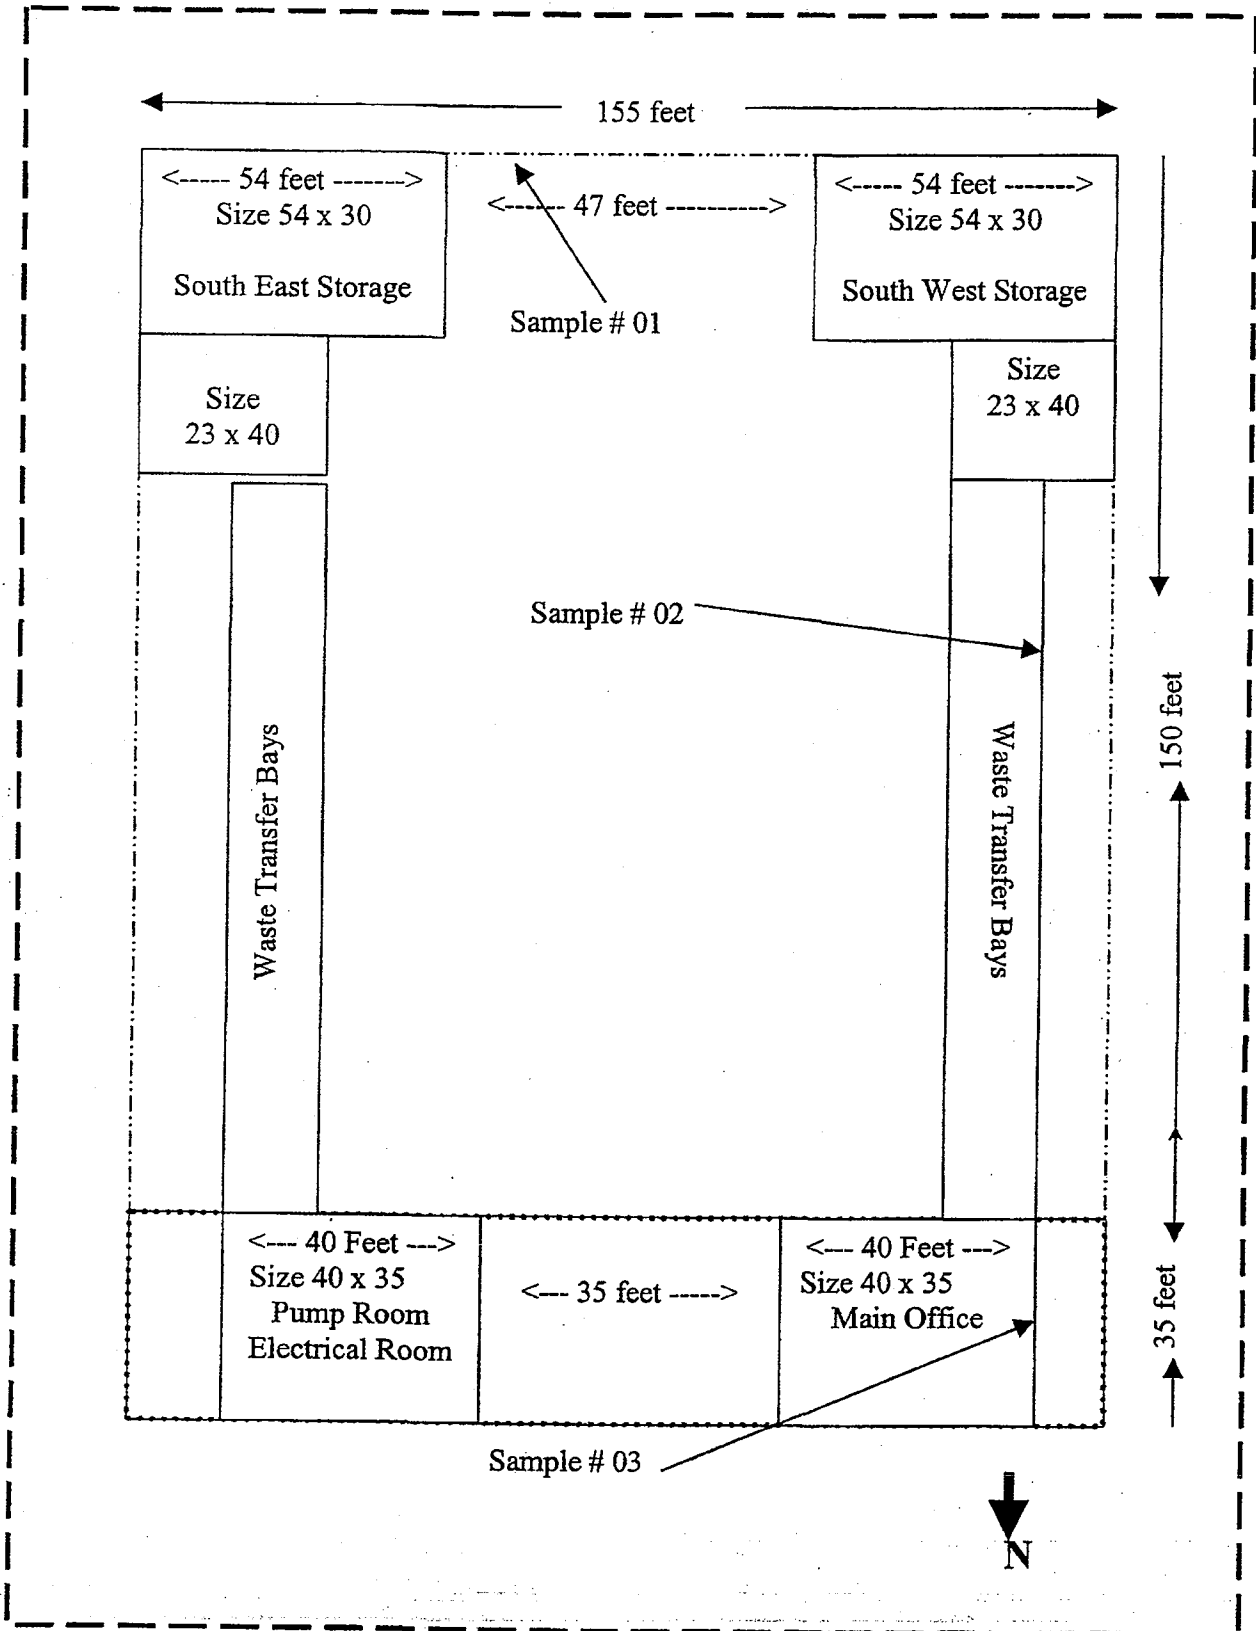 155 feet
<----- 54 feet ------->
Size 54 x 30
South East Storage
<----- 47 feet ---------->
<----- 54 feet ------->
Size 54 x 30
South West Storage
Sample # 01
Size
23 x 40
Size
23 x 40
Sample # 02
150 feet
Waste Transfer Bays
Waste Transfer Bays
<--- 40 Feet --->
Size 40 x 35
Pump Room
Electrical Room
<--- 35 feet ----->
<--- 40 Feet --->
Size 40 x 35
Main Office
35 feet
Sample # 03
N